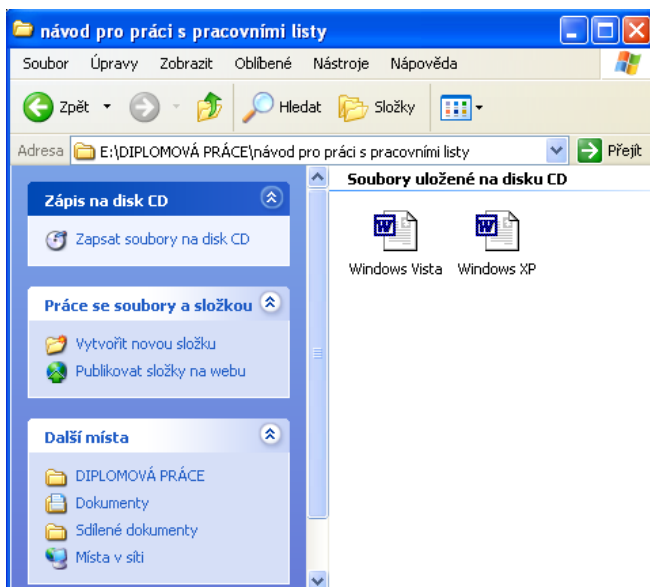 návod pro práci s pracovními listy
Soubor Úpravy Zobrazit Oblíbené Nástroje Nápověda
Zpět Hledat Složky
Adresa E:\DIPLOMOVÁ PRÁCE\návod pro práci s pracovními listy Přejít
Zápis na disk CD
Zapsat soubory na disk CD
Práce se soubory a složkou
Vytvořit novou složku
Publikovat složky na webu
Další místa
DIPLOMOVÁ PRÁCE
Dokumenty
Sdílené dokumenty
Místa v síti
Soubory uložené na disku CD
Windows Vista Windows XP